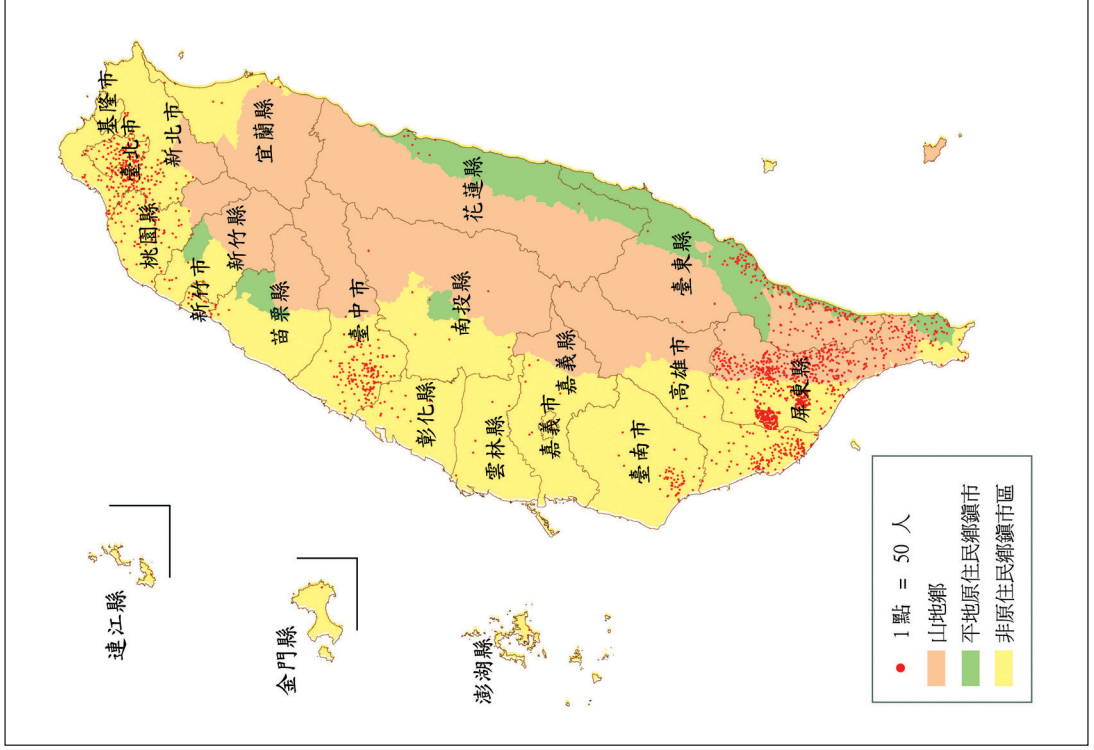 基隆市
臺北市
新北市
桃園縣
宜蘭縣
新竹縣
新竹市
苗栗縣
臺中市
花蓮縣
南投縣
彰化縣
雲林縣
嘉義縣
嘉義市
臺南市
高雄市
臺東縣
屏東縣
連江縣
金門縣
澎湖縣
1 點 = 50 人
山地鄉
平地原住民鄉鎮市
非原住民鄉鎮市區